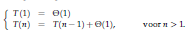 T(1) = Θ(1)
T(n) = T(n−1)+Θ(1), voor n > 1.